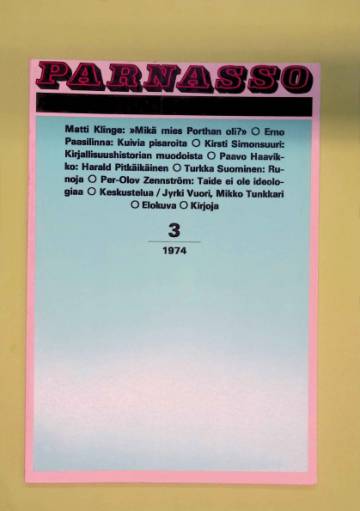 PARNASSO
Matti Klinge: »Mikä mies Porthan oli?» O Erno
Paasilinna: Kuivia pisaroita O Kirsti Simonsuuri:
Kirjallisuushistorian muodoista O Paavo Haavik-
ko: Harald Pitkäikäinen O Turkka Suominen: Ru-
noja O Per-Olov Zennström: Taide ei ole ideolo-
giaa O Keskustelua / Jyrki Vuori, Mikko Tunkkari
O Elokuva O Kirjoja
3
1974